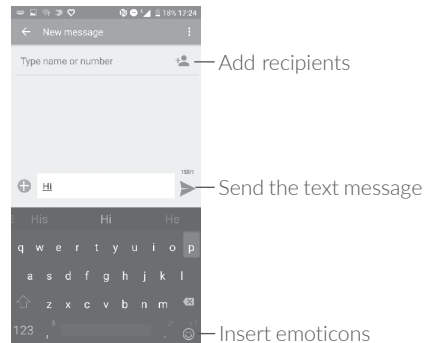 18% 17:24
New message
Type name or number
Add recipients
158/1
Hi
Send the text message
His Hi He
q w e r t y u i o p
a s d f g h j k l
z x c v b n m
123 , .
Insert emoticons